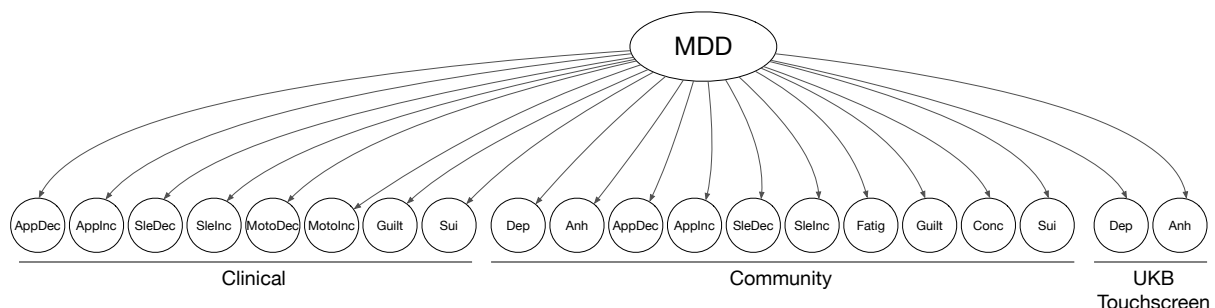 MDD
AppDec AppInc SleDec SleInc MotoDec MotoInc Guilt Sui Dep Anh AppDec AppInc SleDec SleInc Fatig Guilt Conc Sui Dep Anh
Clinical Community UKB
Touchscreen